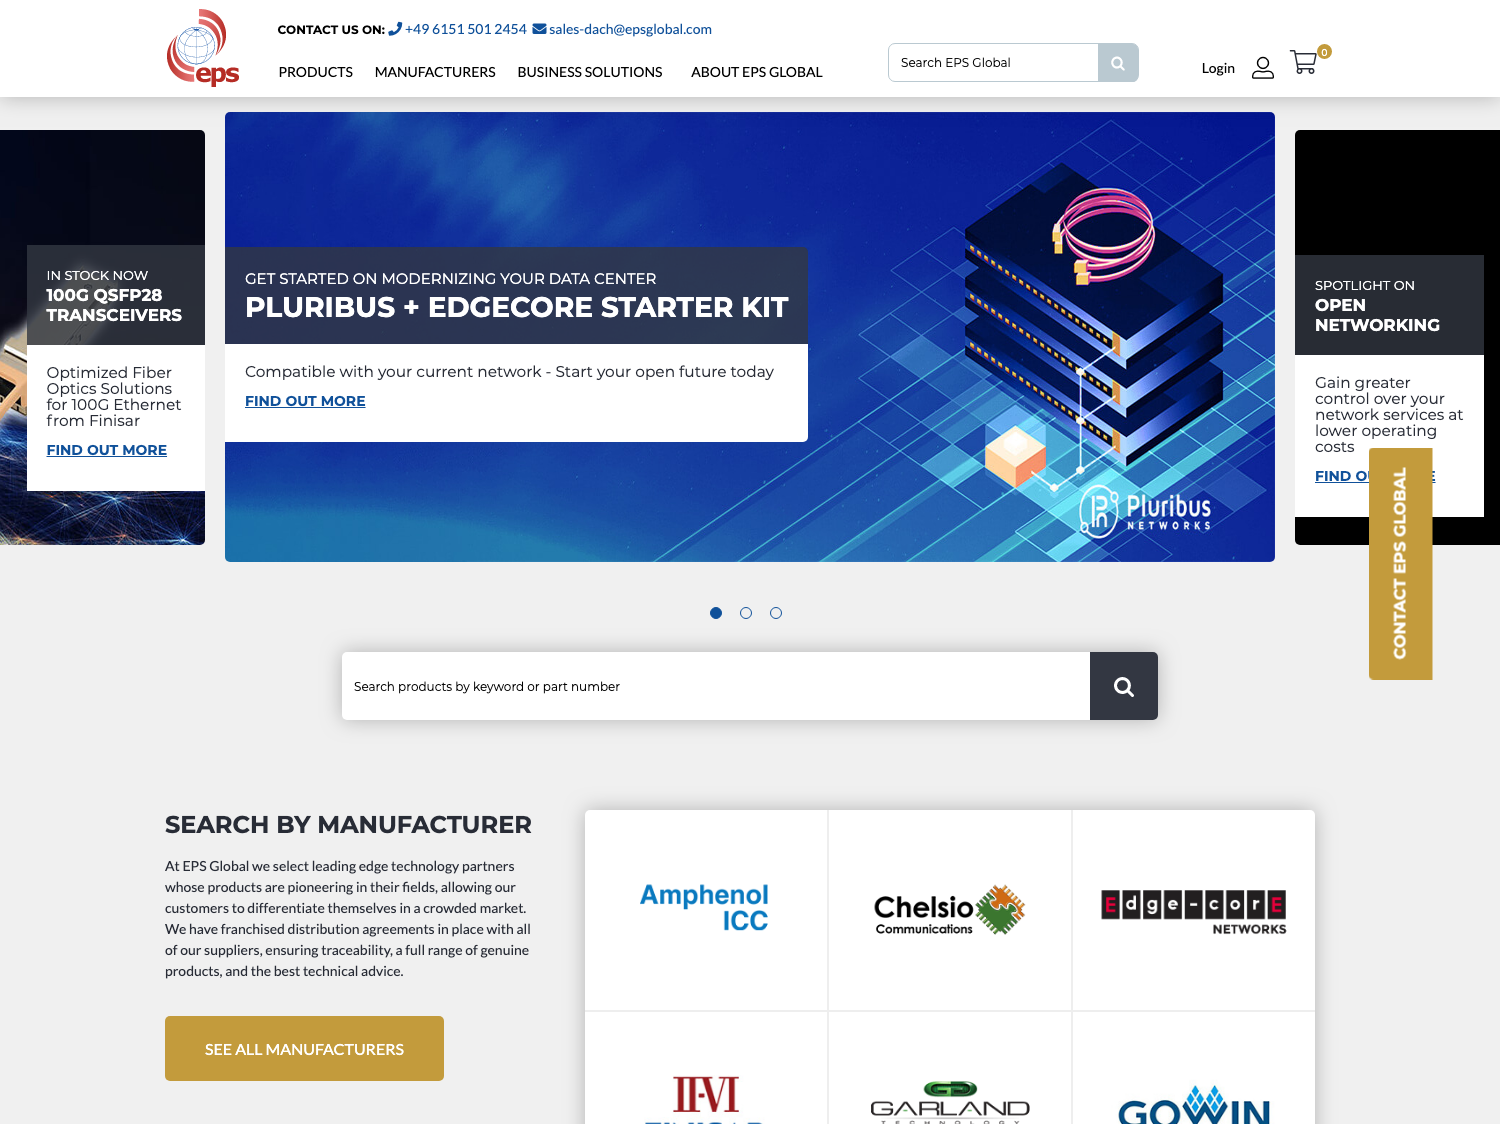 CONTACT US ON: +49 6151 501 2454 sales-dach@epsglobal.com
eps
PRODUCTS MANUFACTURERS BUSINESS SOLUTIONS ABOUT EPS GLOBAL
Search EPS Global
Login
0
IN STOCK NOW
100G QSFP28
TRANSCEIVERS
Optimized Fiber
Optics Solutions
for 100G Ethernet
from Finisar
FIND OUT MORE
GET STARTED ON MODERNIZING YOUR DATA CENTER
PLURIBUS + EDGECORE STARTER KIT
Compatible with your current network - Start your open future today
FIND OUT MORE
Pluribus
NETWORKS
SPOTLIGHT ON
OPEN
NETWORKING
Gain greater
control over your
network services at
lower operating
costs
FIND
CONTACT EPS GLOBAL
Search products by keyword or part number
SEARCH BY MANUFACTURER
At EPS Global we select leading edge technology partners
whose products are pioneering in their fields, allowing our
customers to differentiate themselves in a crowded market.
We have franchised distribution agreements in place with all
of our suppliers, ensuring traceability, a full range of genuine
products, and the best technical advice.
SEE ALL MANUFACTURERS
Amphenol
ICC
Chelsio
Communications
Edge-corE
NETWORKS
II-VI
GARLAND
TECHNOLOGY
GOWIN